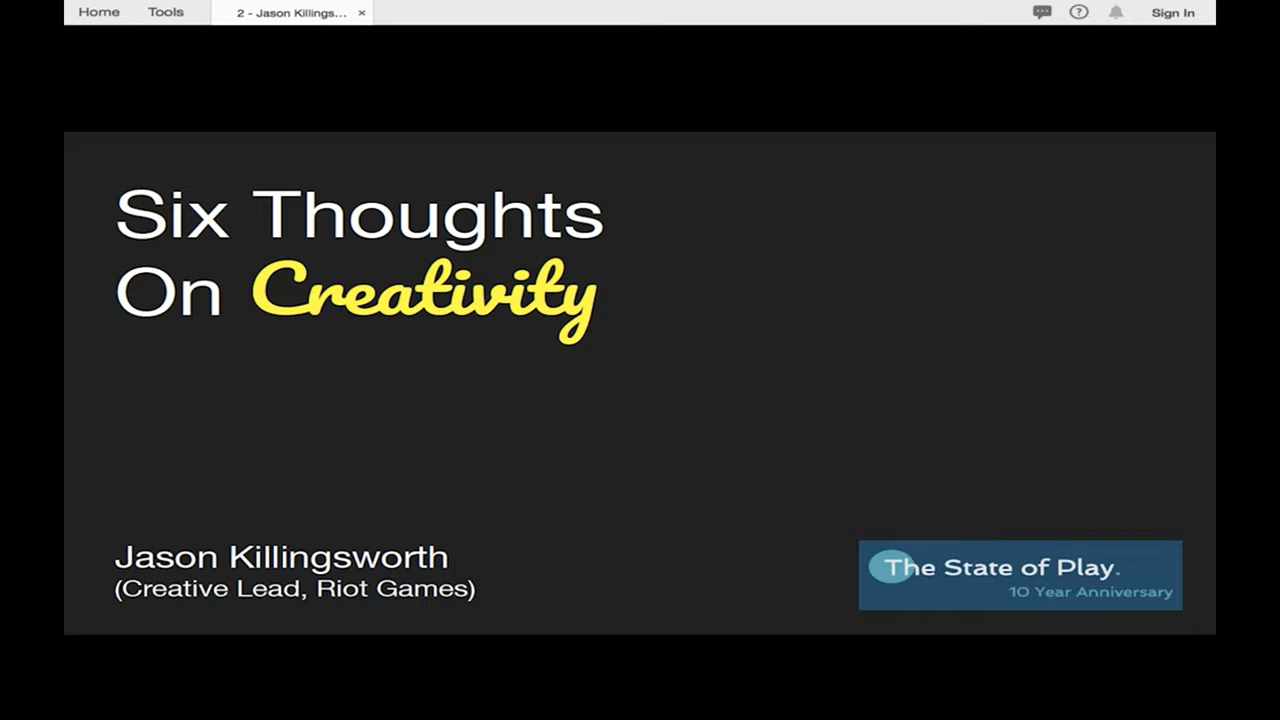 Home Tools 2 - Jason Killings... × ? Sign In
Six Thoughts
On Creativity
Jason Killingsworth
(Creative Lead, Riot Games)
The State of Play.
10 Year Anniversary